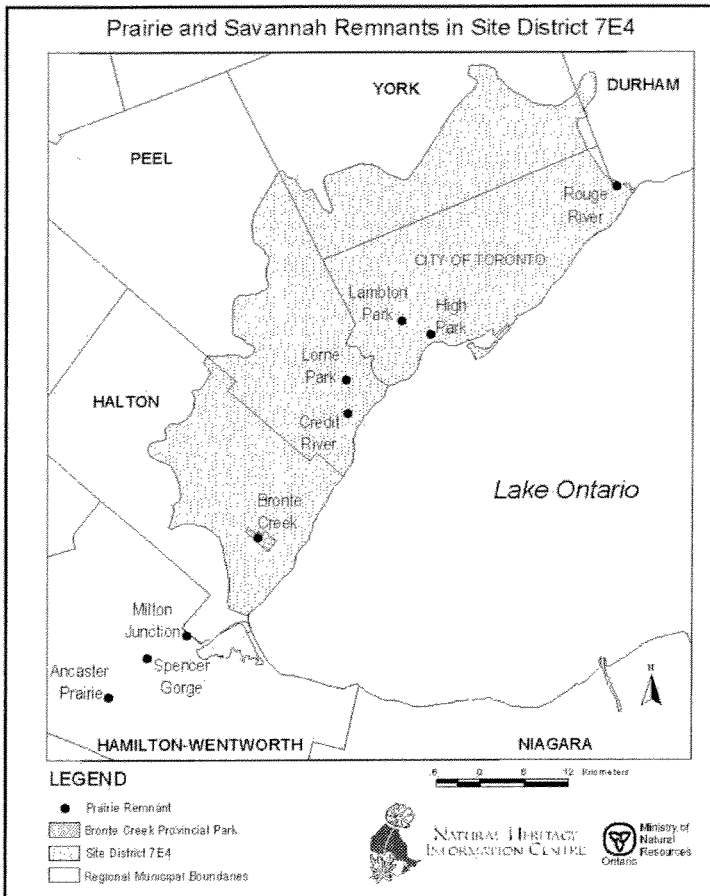 Prairie and Savannah Remnants in Site District 7E4
YORK
DURHAM
PEEL
Rouge
River
CITY OF TORONTO
Lambton
Park
High
Park
Lorne
Park
HALTON
Credit
River
Lake Ontario
Bronte
Creek
Milton
Junction
Spencer
Gorge
Ancaster
Prairie
N
HAMILTON-WENTWORTH
NIAGARA
LEGEND
6 0 6 12 Kilometers
Prairie Remnant
Bronte Creek Provincial Park
Site District 7E4
Regional Municipal Boundaries
NATURAL HERITAGE
INFORMATION CENTRE
Ministry of
Natural
Resources
Ontario